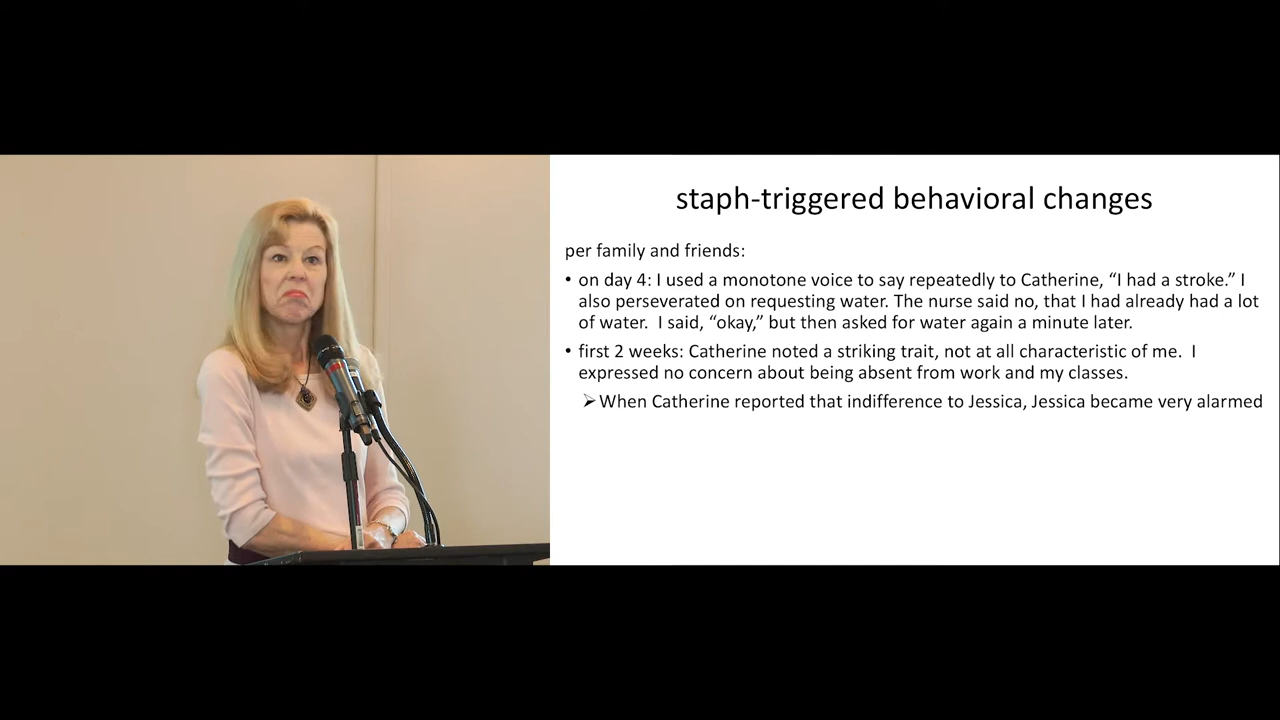 staph-triggered behavioral changes
per family and friends:
• on day 4: I used a monotone voice to say repeatedly to Catherine, “I had a stroke.” I
also perseverated on requesting water. The nurse said no, that I had already had a lot
of water.  I said, “okay,” but then asked for water again a minute later.
• first 2 weeks: Catherine noted a striking trait, not at all characteristic of me.  I
expressed no concern about being absent from work and my classes.
➢When Catherine reported that indifference to Jessica, Jessica became very alarmed